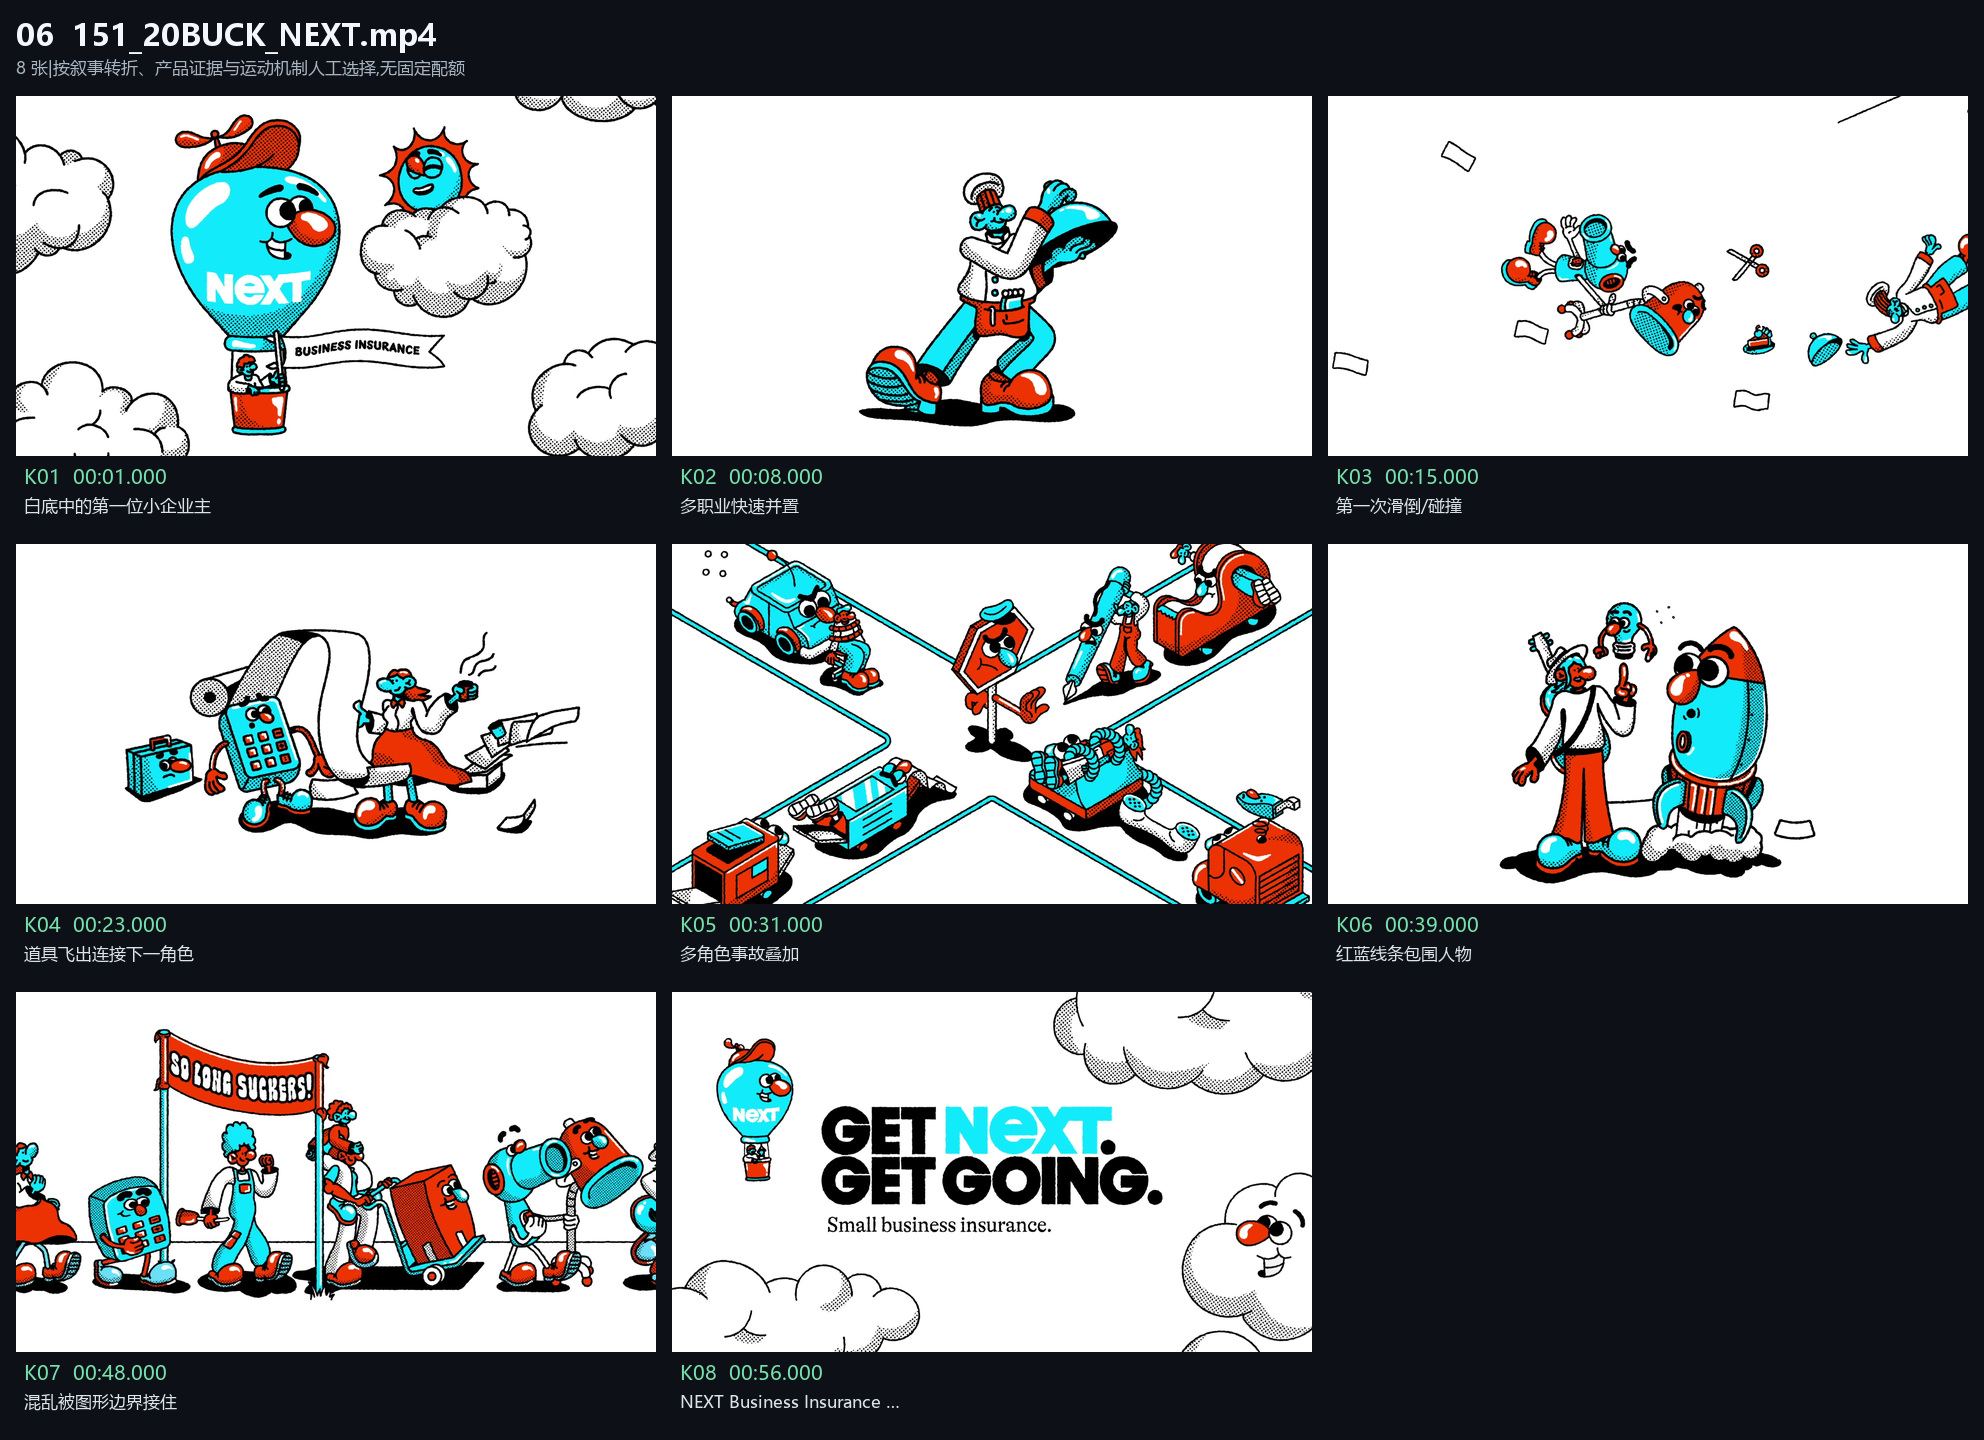 06 151_20BUCK_NEXT.mp4
8 张|按叙事转折、产品证据与运动机制人工选择,无固定配额
NEXT
BUSINESS INSURANCE
K01 00:01.000
白底中的第一位小企业主
K02 00:08.000
多职业快速并置
K03 00:15.000
第一次滑倒/碰撞
K04 00:23.000
道具飞出连接下一角色
K05 00:31.000
多角色事故叠加
K06 00:39.000
红蓝线条包围人物
SO LONG SUCKERS!
K07 00:48.000
混乱被图形边界接住
NEXT
GET NEXT.
GET GOING.
Small business insurance.
K08 00:56.000
NEXT Business Insurance ...